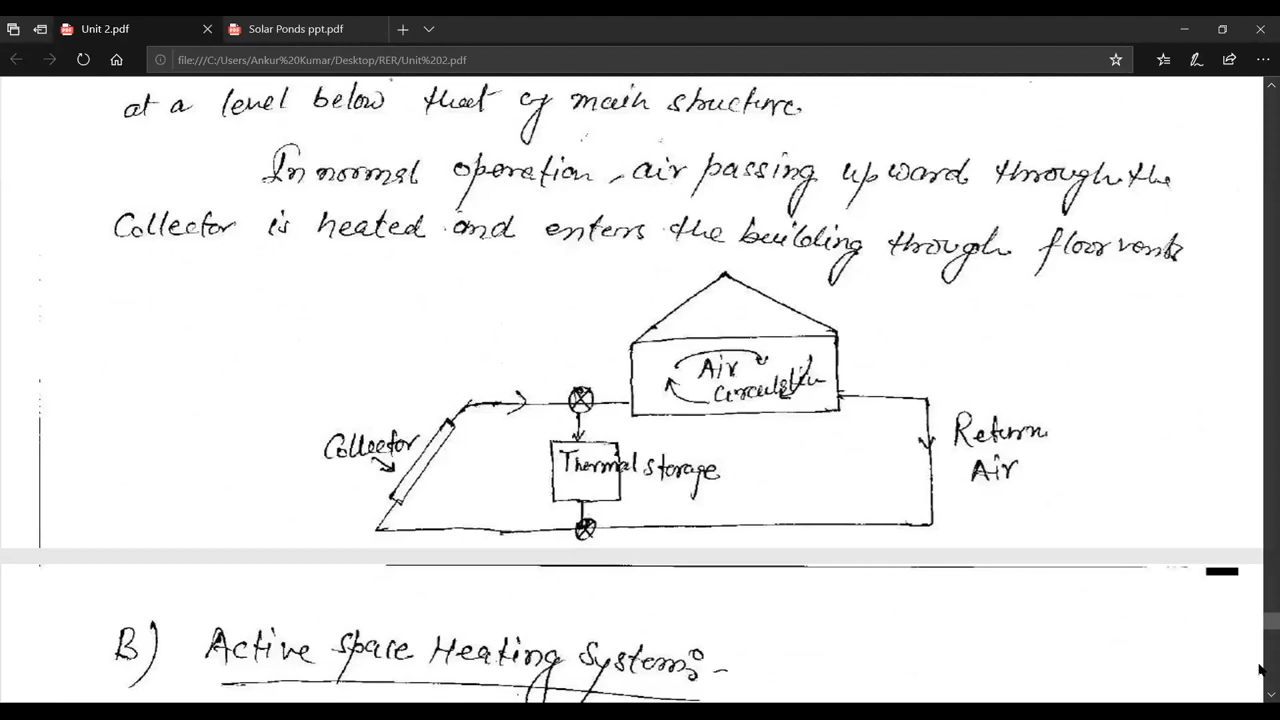 Unit 2.pdf
Solar Ponds ppt.pdf
file:///C:/Users/Ankur%20Kumar/Desktop/RER/Unit%202.pdf
at a level below that of main structure.
In normal operation, air passing upward through the
Collector is heated and enters the building through floor vents
Air
Circulation
Collector
Thermal storage
Return
Air
B) Active space Heating Systems:-